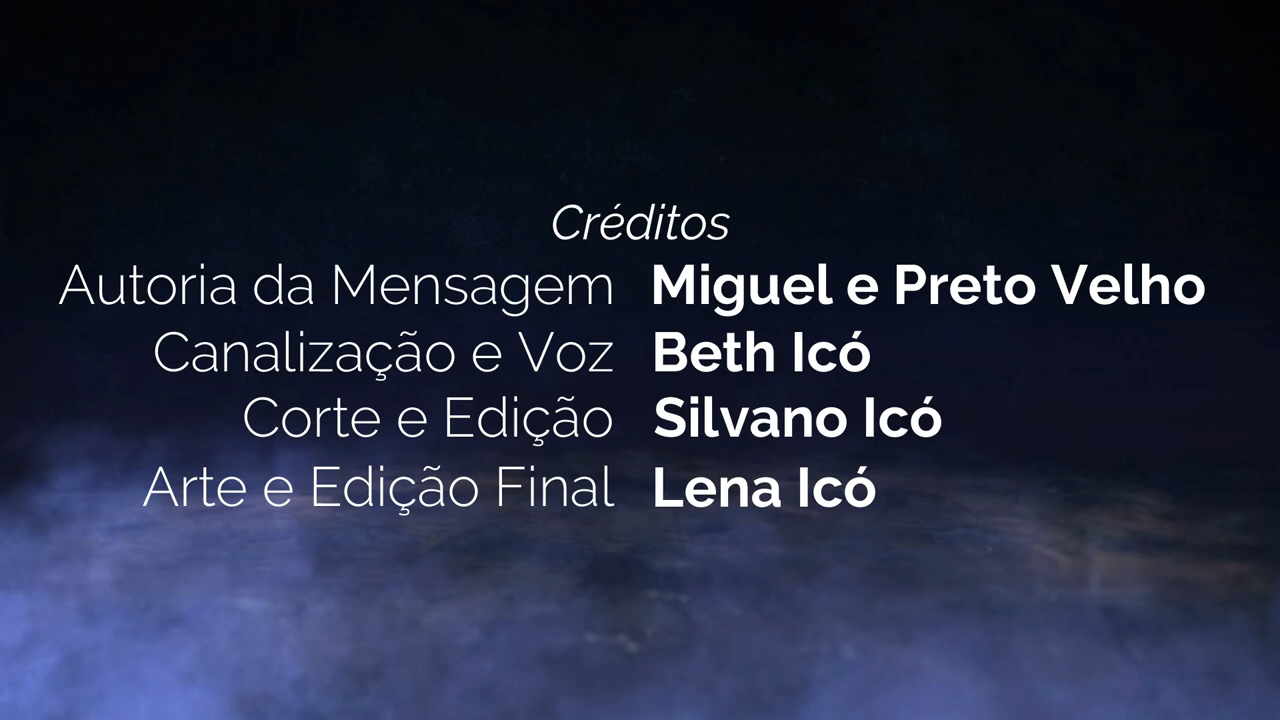 Créditos
Autoria da Mensagem Miguel e Preto Velho
Canalização e Voz Beth Icó
Corte e Edição Silvano Icó
Arte e Edição Final Lena Icó